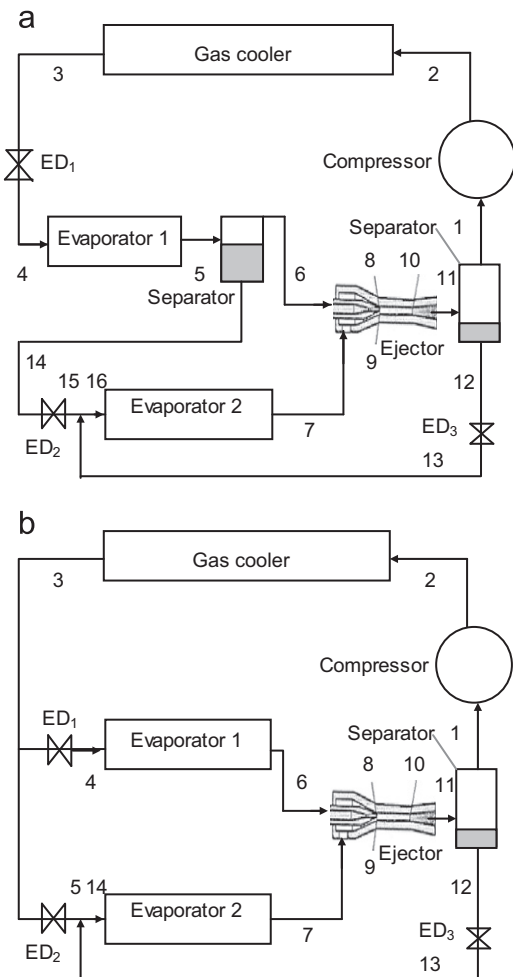 a
Gas cooler
3
2
ED1
Compressor
Evaporator 1
Separator
1
4
5
Separator
6
8
10
11
Ejector
9
12
14
15 16
Evaporator 2
ED2
7
ED3
13
b
Gas cooler
3
2
Compressor
ED1
Evaporator 1
Separator
1
4
6
8
10
11
Ejector
9
12
5 14
Evaporator 2
ED2
7
ED3
13